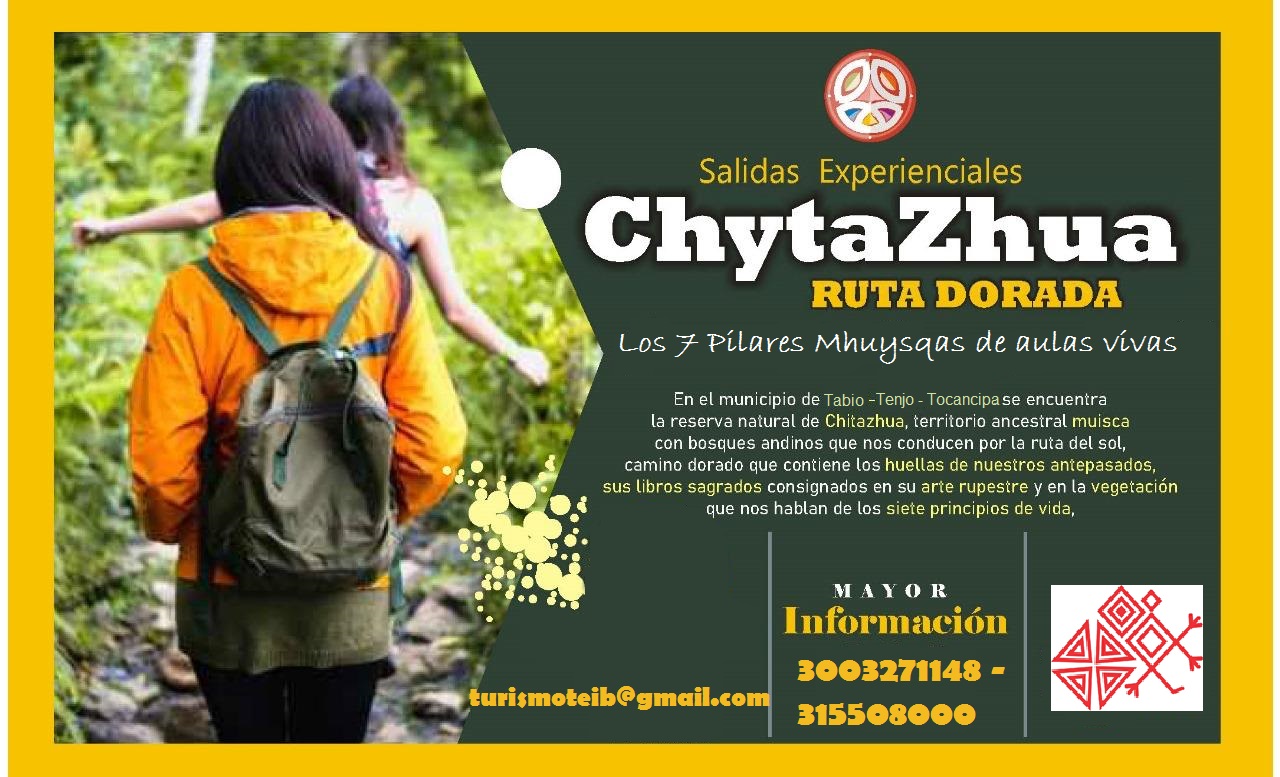 Salidas Experienciales
ChytaZhua
RUTA DORADA
Los 7 Pilares Mhuysqas de aulas vivas
En el municipio de Tabio -Tenjo - Tocancipa se encuentra
la reserva natural de Chitazhua, territorio ancestral muisca
con bosques andinos que nos conducen por la ruta del sol,
camino dorado que contiene los huellas de nuestros antepasados,
sus libros sagrados consignados en su arte rupestre y en la vegetación
que nos hablan de los siete principios de vida,
MAYOR
Información
3003271148 -
315508000
turismoteib@gmail.com